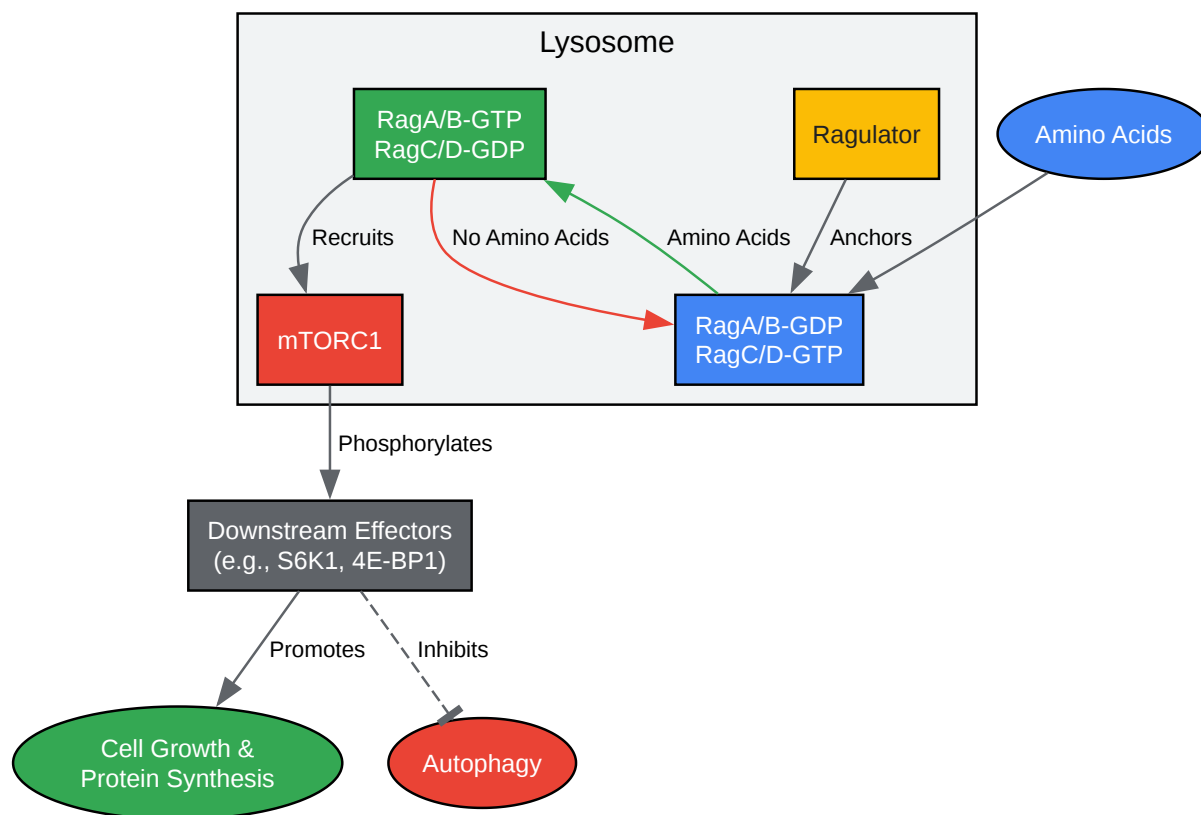 Lysosome
RagA/B-GTP
RagC/D-GDP
Ragulator
Amino Acids
Recruits
No Amino Acids
Amino Acids
Anchors
mTORC1
RagA/B-GDP
RagC/D-GTP
Phosphorylates
Downstream Effectors
(e.g., S6K1, 4E-BP1)
Promotes
Inhibits
Cell Growth &
Protein Synthesis
Autophagy